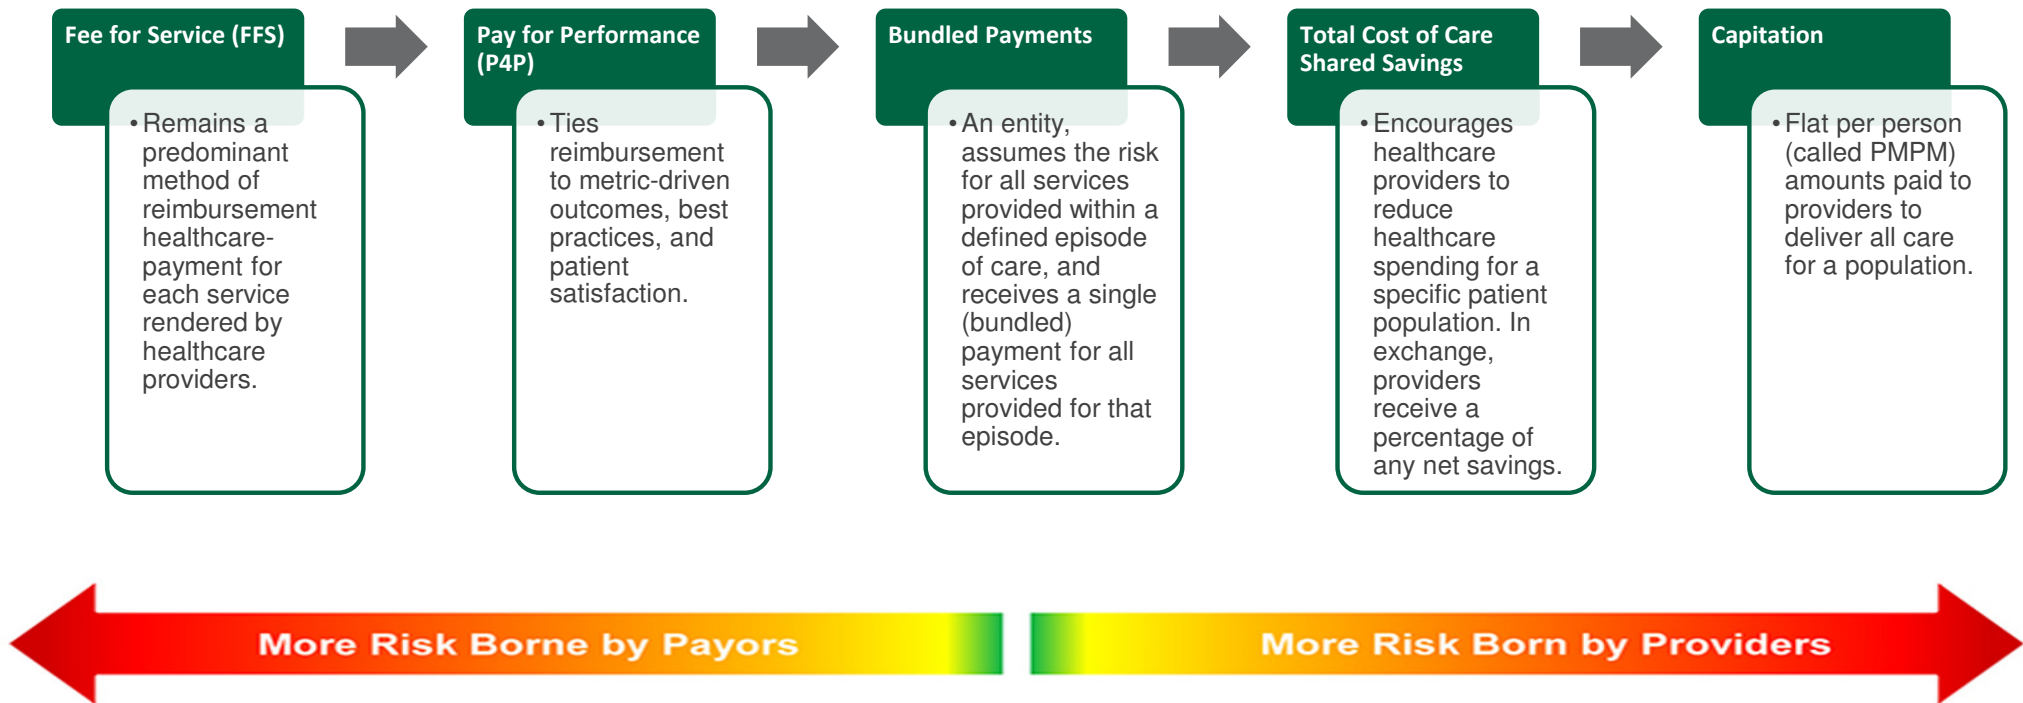 Fee for Service (FFS)
• Remains a
predominant
method of
reimbursement
healthcare-
payment for
each service
rendered by
healthcare
providers.
Pay for Performance
(P4P)
• Ties
reimbursement
to metric-driven
outcomes, best
practices, and
patient
satisfaction.
Bundled Payments
• An entity,
assumes the risk
for all services
provided within a
defined episode
of care, and
receives a single
(bundled)
payment for all
services
provided for that
episode.
Total Cost of Care
Shared Savings
• Encourages
healthcare
providers to
reduce
healthcare
spending for a
specific patient
population. In
exchange,
providers
receive a
percentage of
any net savings.
Capitation
• Flat per person
(called PMPM)
amounts paid to
providers to
deliver all care
for a population.
More Risk Borne by Payors
More Risk Born by Providers